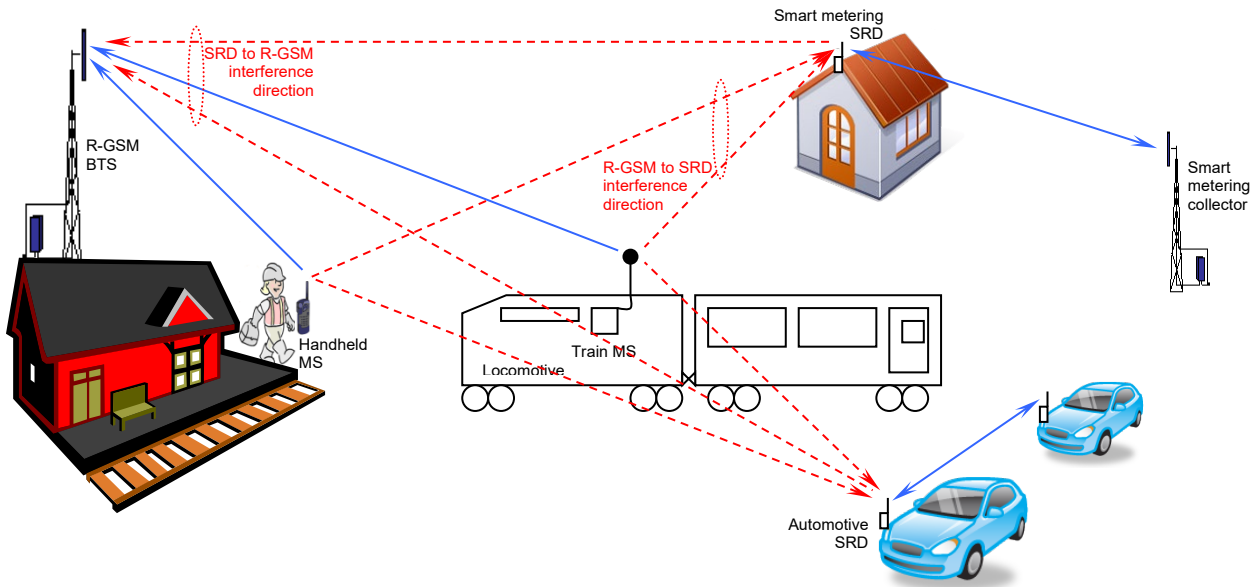 Smart metering
SRD
SRD to R-GSM
interference
direction
R-GSM
BTS
R-GSM to SRD
interference
direction
Smart
metering
collector
Handheld
MS
Train MS
Locomotive
Automotive
SRD